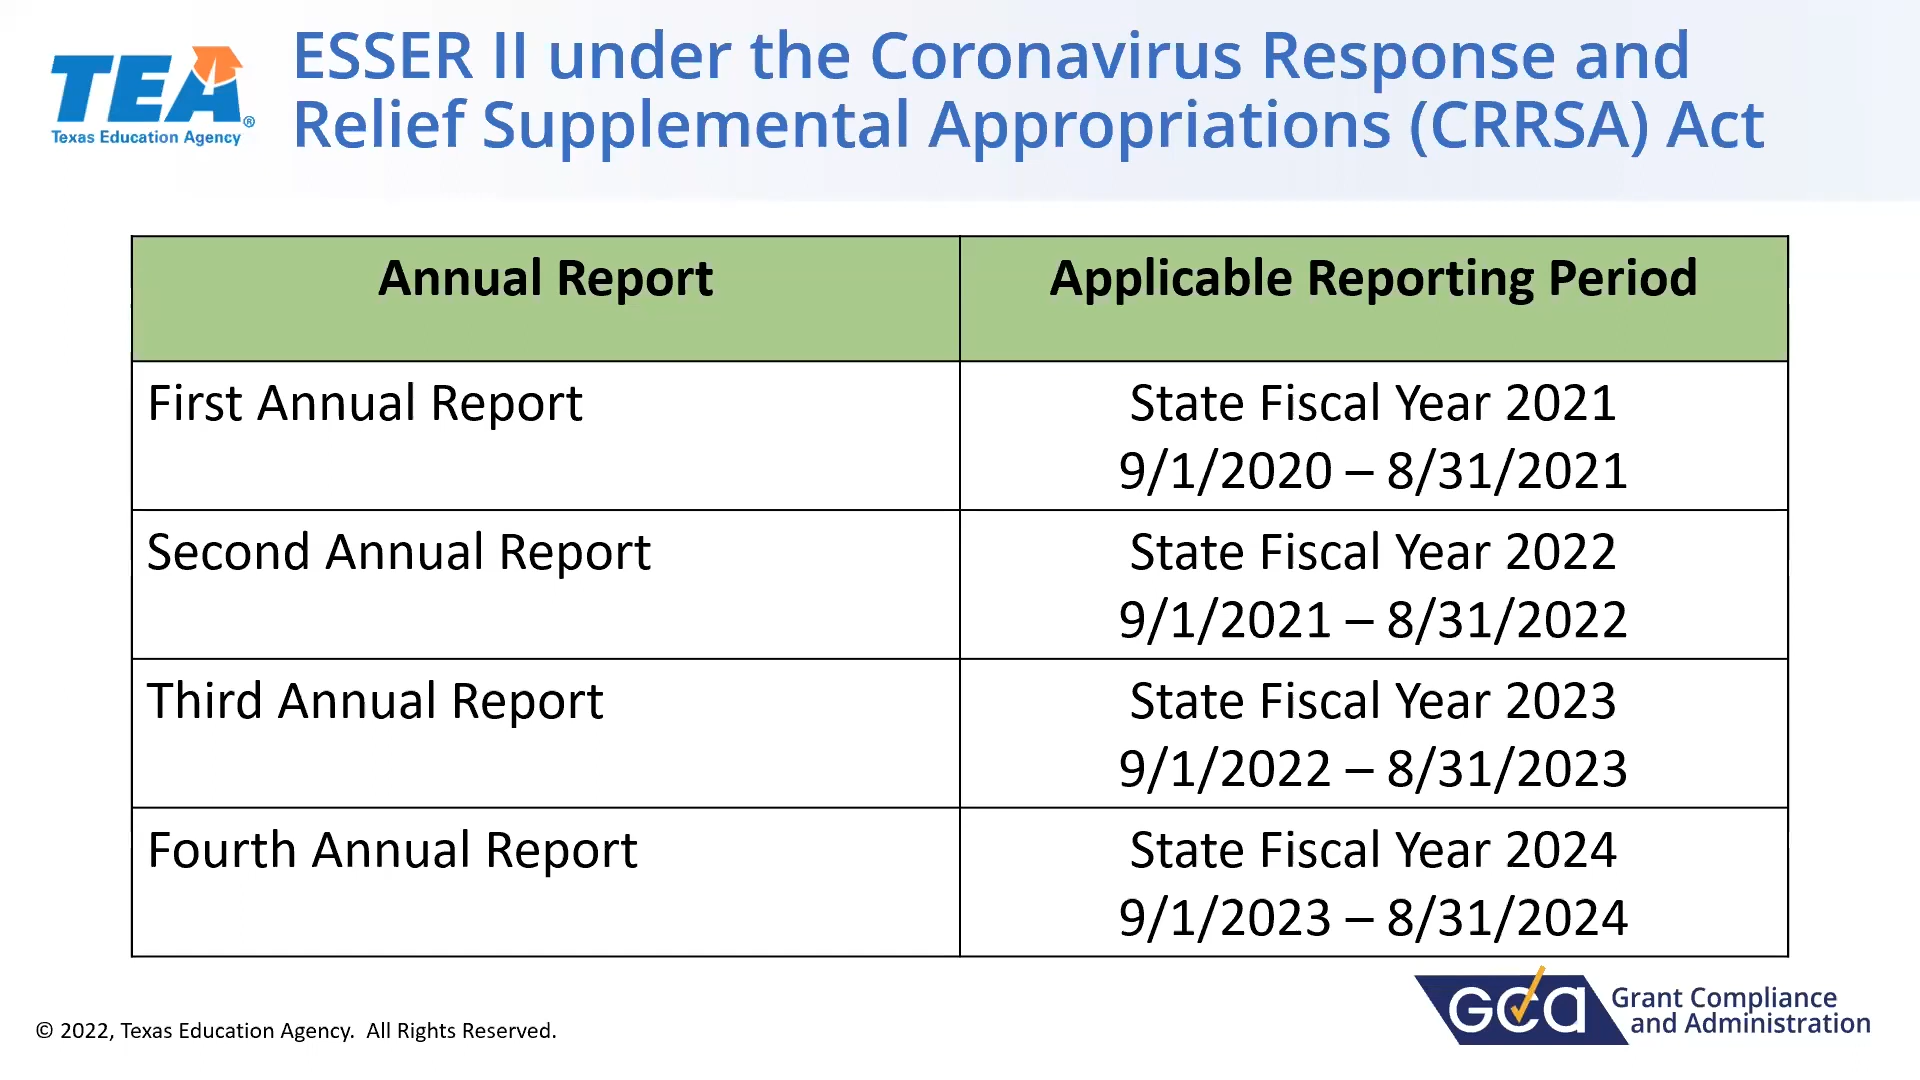 TEA®
Texas Education Agency
ESSER II under the Coronavirus Response and
Relief Supplemental Appropriations (CRRSA) Act
Annual Report
Applicable Reporting Period
First Annual Report
State Fiscal Year 2021
9/1/2020 – 8/31/2021
Second Annual Report
State Fiscal Year 2022
9/1/2021 – 8/31/2022
Third Annual Report
State Fiscal Year 2023
9/1/2022 – 8/31/2023
Fourth Annual Report
State Fiscal Year 2024
9/1/2023 – 8/31/2024
© 2022, Texas Education Agency.  All Rights Reserved.
gca
Grant Compliance
and Administration